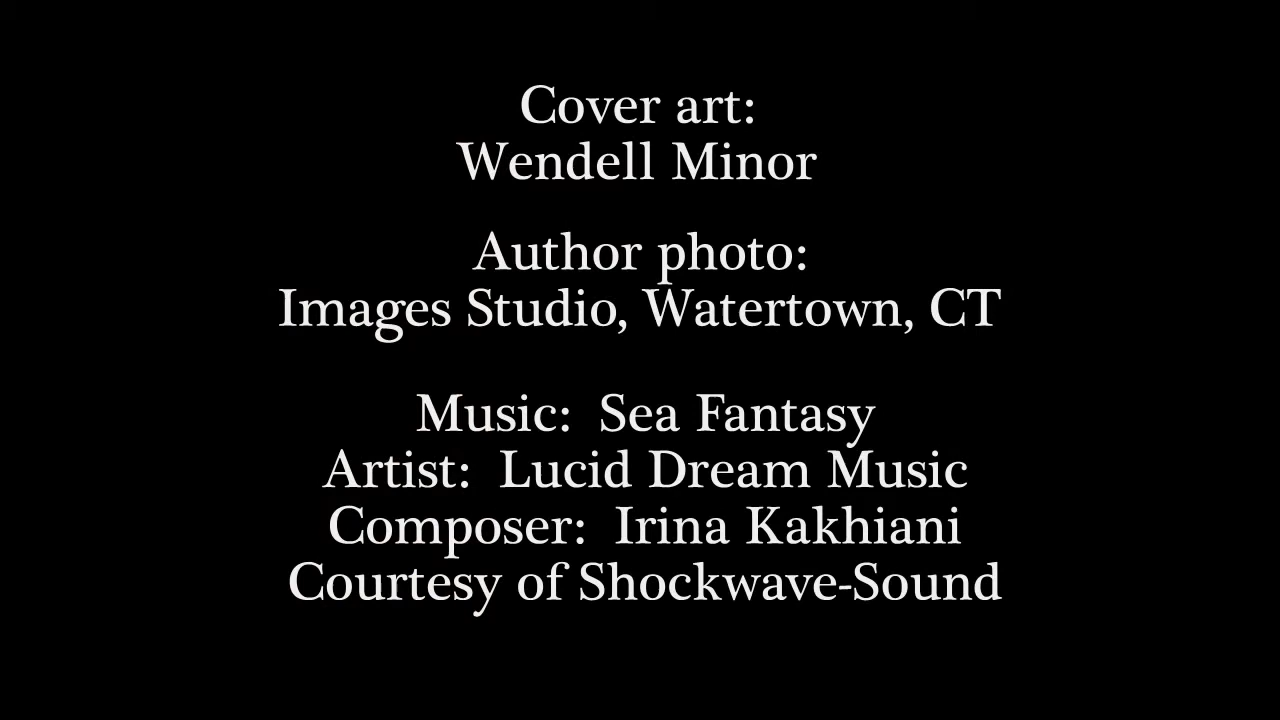 Cover art:
Wendell Minor
Author photo:
Images Studio, Watertown, CT
Music:  Sea Fantasy
Artist:  Lucid Dream Music
Composer:  Irina Kakhiani
Courtesy of Shockwave-Sound